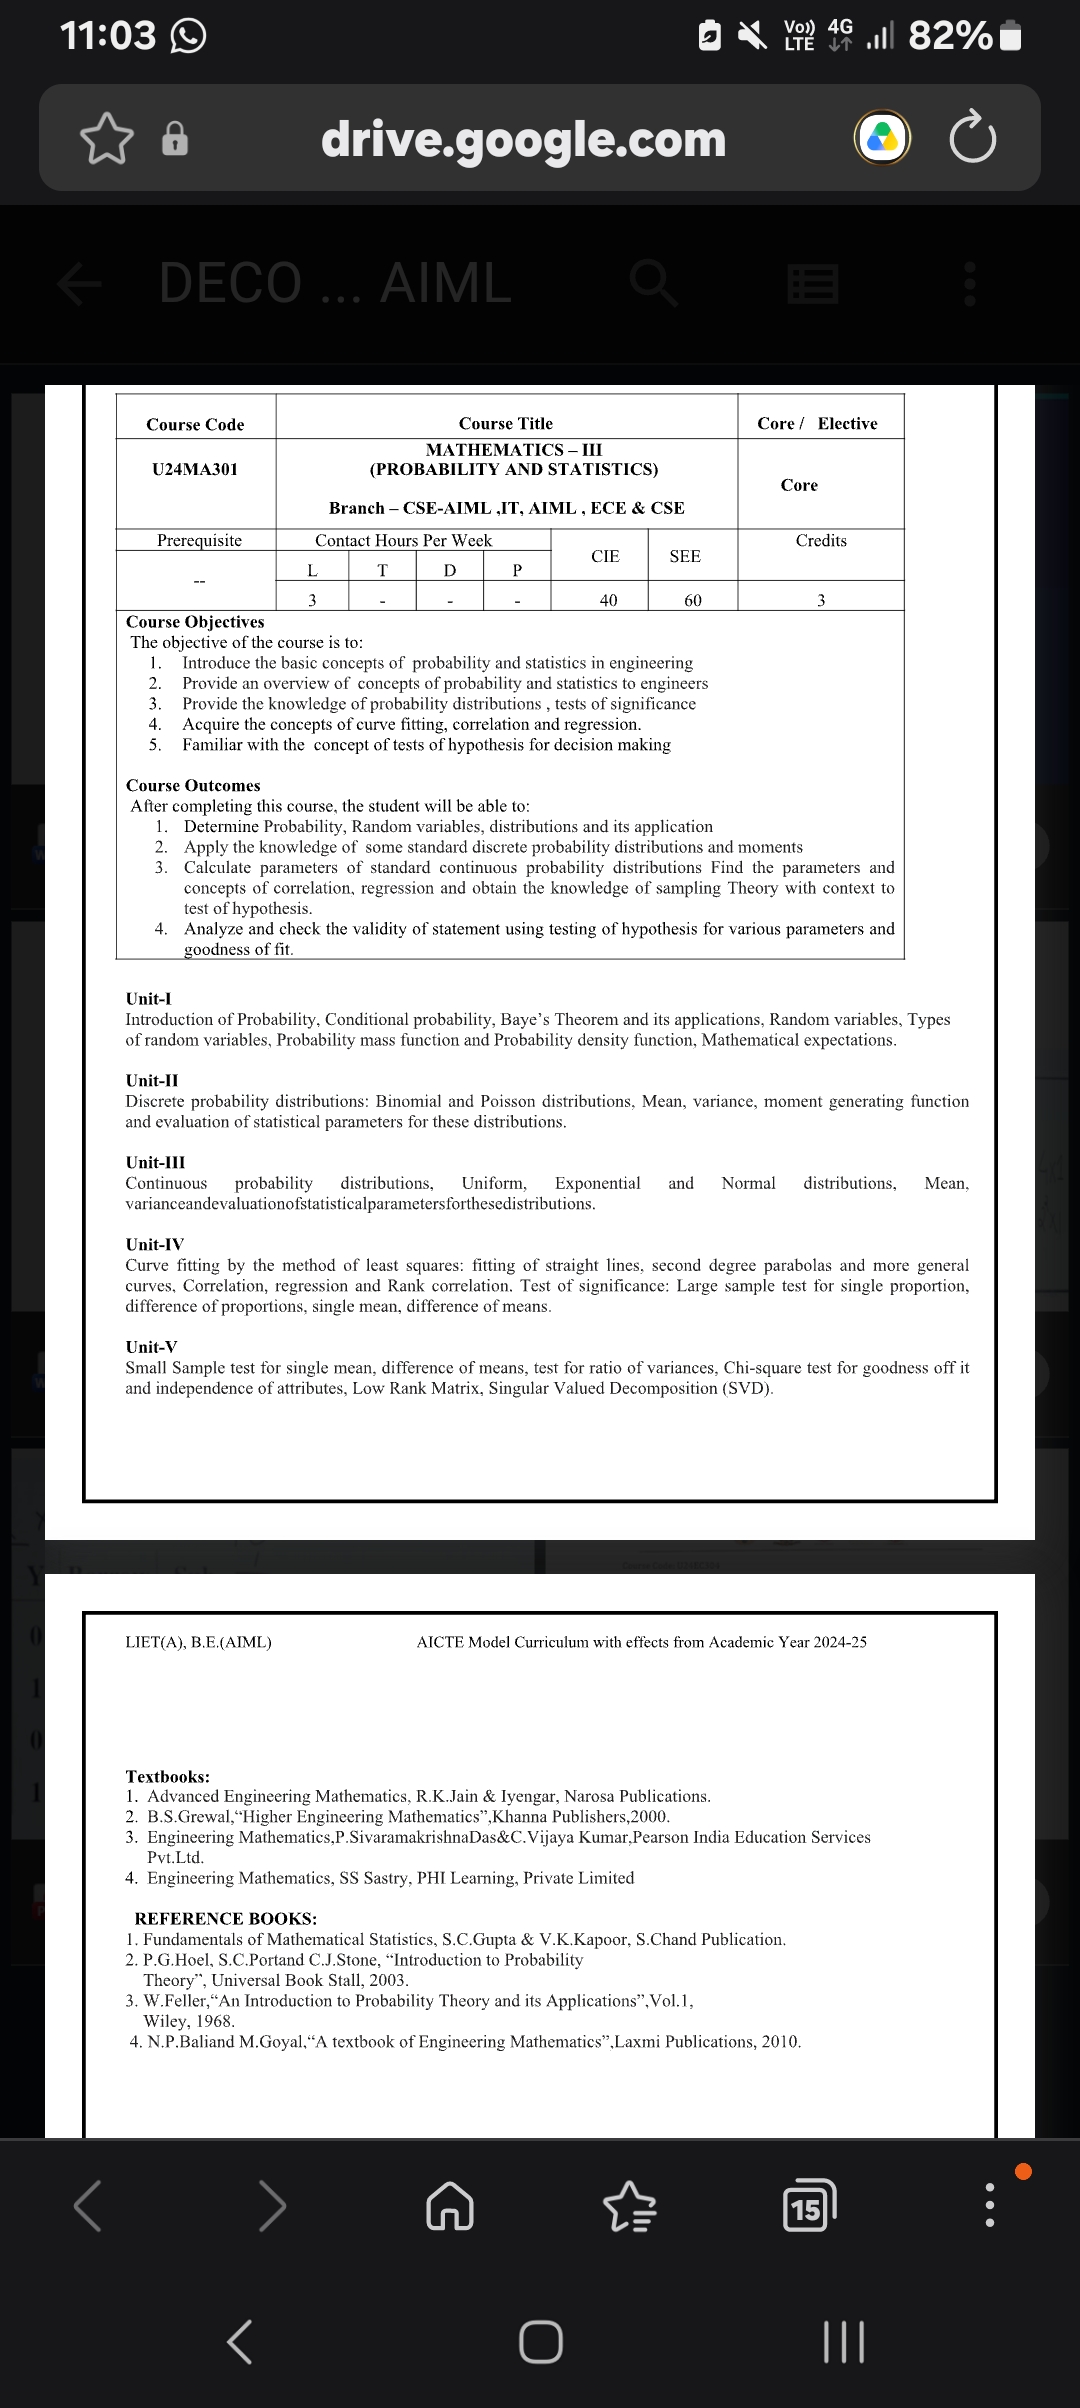 11:03
Vo)) LTE 4G 82%
drive.google.com
DECO ... AIML
Course Code Course Title Core / Elective
U24MA301 MATHEMATICS – III
(PROBABILITY AND STATISTICS)
Branch – CSE-AIML ,IT, AIML , ECE & CSE
Core
Prerequisite Contact Hours Per Week CIE SEE Credits
-- L T D P
3 - - - 40 60 3
Course Objectives
The objective of the course is to:
1. Introduce the basic concepts of probability and statistics in engineering
2. Provide an overview of concepts of probability and statistics to engineers
3. Provide the knowledge of probability distributions , tests of significance
4. Acquire the concepts of curve fitting, correlation and regression.
5. Familiar with the concept of tests of hypothesis for decision making
Course Outcomes
After completing this course, the student will be able to:
1. Determine Probability, Random variables, distributions and its application
2. Apply the knowledge of some standard discrete probability distributions and moments
3. Calculate parameters of standard continuous probability distributions Find the parameters and
concepts of correlation, regression and obtain the knowledge of sampling Theory with context to
test of hypothesis.
4. Analyze and check the validity of statement using testing of hypothesis for various parameters and
goodness of fit.
Unit-I
Introduction of Probability, Conditional probability, Baye’s Theorem and its applications, Random variables, Types
of random variables, Probability mass function and Probability density function, Mathematical expectations.
Unit-II
Discrete probability distributions: Binomial and Poisson distributions, Mean, variance, moment generating function
and evaluation of statistical parameters for these distributions.
Unit-III
Continuous probability distributions, Uniform, Exponential and Normal distributions, Mean,
varianceandevaluationofstatisticalparametersforthesedistributions.
Unit-IV
Curve fitting by the method of least squares: fitting of straight lines, second degree parabolas and more general
curves, Correlation, regression and Rank correlation. Test of significance: Large sample test for single proportion,
difference of proportions, single mean, difference of means.
Unit-V
Small Sample test for single mean, difference of means, test for ratio of variances, Chi-square test for goodness off it
and independence of attributes, Low Rank Matrix, Singular Valued Decomposition (SVD).
LIET(A), B.E.(AIML) AICTE Model Curriculum with effects from Academic Year 2024-25
Textbooks:
1. Advanced Engineering Mathematics, R.K.Jain & Iyengar, Narosa Publications.
2. B.S.Grewal,“Higher Engineering Mathematics”,Khanna Publishers,2000.
3. Engineering Mathematics,P.SivaramakrishnaDas&C.Vijaya Kumar,Pearson India Education Services
Pvt.Ltd.
4. Engineering Mathematics, SS Sastry, PHI Learning, Private Limited
REFERENCE BOOKS:
1. Fundamentals of Mathematical Statistics, S.C.Gupta & V.K.Kapoor, S.Chand Publication.
2. P.G.Hoel, S.C.Portand C.J.Stone, “Introduction to Probability
Theory”, Universal Book Stall, 2003.
3. W.Feller,“An Introduction to Probability Theory and its Applications”,Vol.1,
Wiley, 1968.
4. N.P.Baliand M.Goyal,“A textbook of Engineering Mathematics”,Laxmi Publications, 2010.
15